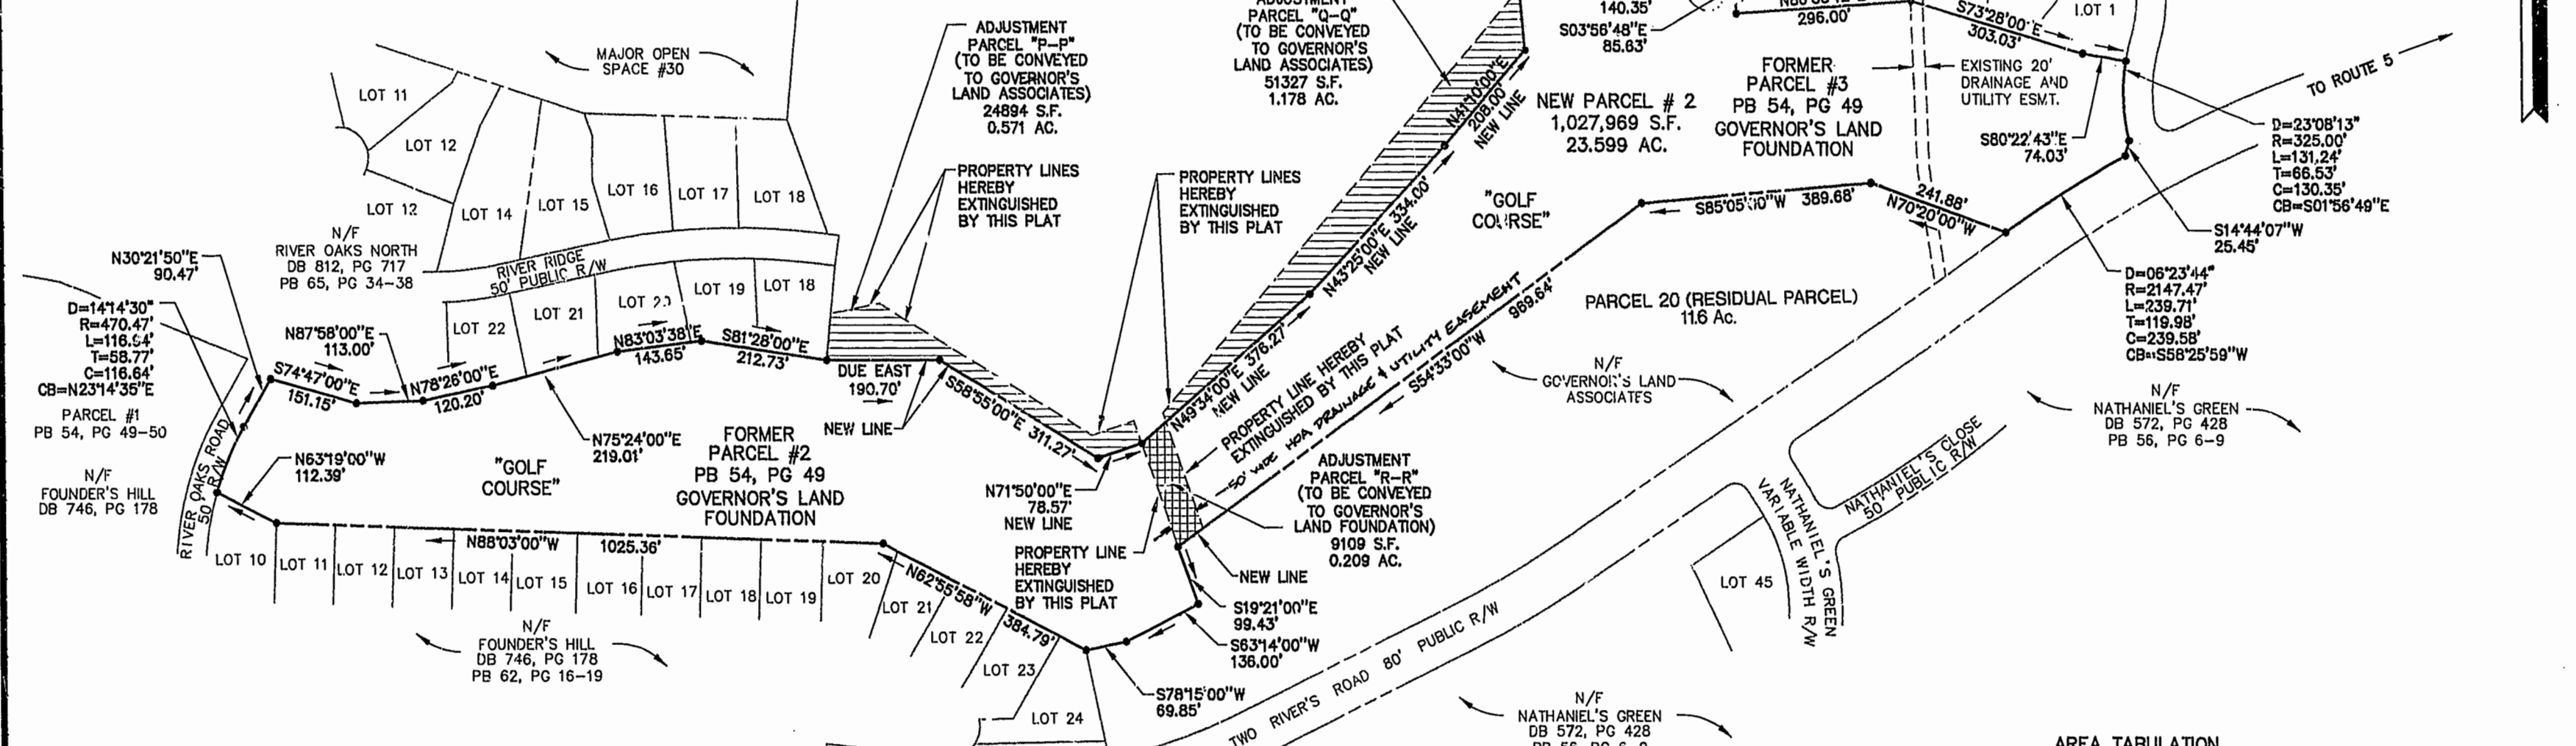 MAJOR OPEN
SPACE #30
LOT 11
LOT 12
LOT 12
LOT 14
LOT 15
LOT 16
LOT 17
LOT 18
N/F
RIVER OAKS NORTH
DB 812, PG 717
PB 65, PG 34-38
RIVER RIDGE
50' PUBLIC R/W
LOT 22
LOT 21
LOT 20
LOT 19
LOT 18
ADJUSTMENT
PARCEL "P-P"
(TO BE CONVEYED
TO GOVERNOR'S
LAND ASSOCIATES)
24894 S.F.
0.571 AC.
PROPERTY LINES
HEREBY
EXTINGUISHED
BY THIS PLAT
ADJUSTMENT
PARCEL "Q-Q"
(TO BE CONVEYED
TO GOVERNOR'S
LAND ASSOCIATES)
51327 S.F.
1.178 AC.
PROPERTY LINES
HEREBY
EXTINGUISHED
BY THIS PLAT
140.35'
S03°56'48"E
85.63'
296.00'
S73°28'00"E
303.03'
LOT 1
TO ROUTE 5
FORMER
PARCEL #3
PB 54, PG 49
GOVERNOR'S LAND
FOUNDATION
EXISTING 20'
DRAINAGE AND
UTILITY ESMT.
S80°22'43"E
74.03'
D=23°08'13"
R=325.00'
L=131.24'
T=66.53'
C=130.35'
CB=S01°56'49"E
S14°44'07"W
25.45'
D=06°23'44"
R=2147.47'
L=239.71'
T=119.98'
C=239.58'
CB=S58°25'59"W
NEW PARCEL # 2
1,027,969 S.F.
23.599 AC.
"GOLF
COURSE"
N41°10'00"E
208.00'
NEW LINE
N43°25'00"E 334.00'
NEW LINE
N49°34'00"E 376.27'
NEW LINE
S85°05'10"W 389.68'
241.88'
N70°20'00"W
PARCEL 20 (RESIDUAL PARCEL)
11.6 Ac.
969.64'
S54°33'00"W
50' WIDE HOA DRAINAGE & UTILITY EASEMENT
PROPERTY LINE HEREBY
EXTINGUISHED BY THIS PLAT
N/F
GOVERNOR'S LAND
ASSOCIATES
N/F
NATHANIEL'S GREEN
DB 572, PG 428
PB 56, PG 6-9
N30°21'50"E
90.47'
D=14°14'30"
R=470.47'
L=116.94'
T=58.77'
C=116.64'
CB=N23°14'35"E
PARCEL #1
PB 54, PG 49-50
N/F
FOUNDER'S HILL
DB 746, PG 178
RIVER OAKS ROAD
50' R/W
N63°19'00"W
112.39'
S74°47'00"E
151.15'
N87°58'00"E
113.00'
N78°26'00"E
120.20'
N75°24'00"E
219.01'
N83°03'38"E
143.65'
S81°28'00"E
212.73'
DUE EAST
190.70'
NEW LINE
S58°55'00"E 311.27'
"GOLF
COURSE"
FORMER
PARCEL #2
PB 54, PG 49
GOVERNOR'S LAND
FOUNDATION
N71°50'00"E
78.57'
NEW LINE
PROPERTY LINE
HEREBY
EXTINGUISHED
BY THIS PLAT
ADJUSTMENT
PARCEL "R-R"
(TO BE CONVEYED
TO GOVERNOR'S
LAND FOUNDATION)
9109 S.F.
0.209 AC.
NEW LINE
S19°21'00"E
99.43'
S63°14'00"W
136.00'
S78°15'00"W
69.85'
N88°03'00"W 1025.36'
N62°55'58"W
384.79'
LOT 10
LOT 11
LOT 12
LOT 13
LOT 14
LOT 15
LOT 16
LOT 17
LOT 18
LOT 19
LOT 20
LOT 21
LOT 22
LOT 23
LOT 24
N/F
FOUNDER'S HILL
DB 746, PG 178
PB 62, PG 16-19
TWO RIVER'S ROAD 80' PUBLIC R/W
NATHANIEL'S CLOSE
50' PUBLIC R/W
NATHANIEL'S GREEN
VARIABLE WIDTH R/W
LOT 45
N/F
NATHANIEL'S GREEN
DB 572, PG 428
PB 56, PG 6-9
AREA TABULATION